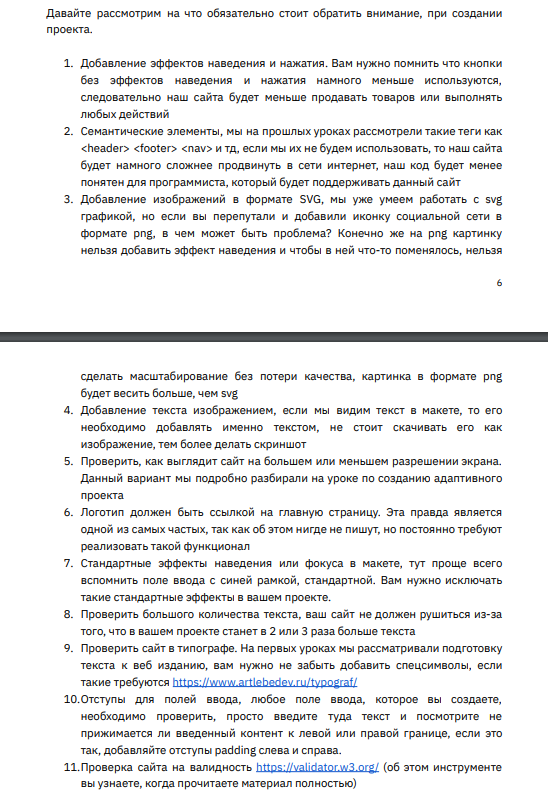 Давайте рассмотрим на что обязательно стоит обратить внимание, при создании
проекта.
1. Добавление эффектов наведения и нажатия. Вам нужно помнить что кнопки
без эффектов наведения и нажатия намного меньше используются,
следовательно наш сайта будет меньше продавать товаров или выполнять
любых действий
2. Семантические элементы, мы на прошлых уроках рассмотрели такие теги как
<header> <footer> <nav> и тд, если мы их не будем использовать, то наш сайта
будет намного сложнее продвинуть в сети интернет, наш код будет менее
понятен для программиста, который будет поддерживать данный сайт
3. Добавление изображений в формате SVG, мы уже умеем работать с svg
графикой, но если вы перепутали и добавили иконку социальной сети в
формате png, в чем может быть проблема? Конечно же на png картинку
нельзя добавить эффект наведения и чтобы в ней что-то поменялось, нельзя
6
сделать масштабирование без потери качества, картинка в формате png
будет весить больше, чем svg
4. Добавление текста изображением, если мы видим текст в макете, то его
необходимо добавлять именно текстом, не стоит скачивать его как
изображение, тем более делать скриншот
5. Проверить, как выглядит сайт на большем или меньшем разрешении экрана.
Данный вариант мы подробно разбирали на уроке по созданию адаптивного
проекта
6. Логотип должен быть ссылкой на главную страницу. Эта правда является
одной из самых частых, так как об этом нигде не пишут, но постоянно требуют
реализовать такой функционал
7. Стандартные эффекты наведения или фокуса в макете, тут проще всего
вспомнить поле ввода с синей рамкой, стандартной. Вам нужно исключать
такие стандартные эффекты в вашем проекте.
8. Проверить большого количества текста, ваш сайт не должен рушиться из-за
того, что в вашем проекте станет в 2 или 3 раза больше текста
9. Проверить сайт в типографе. На первых уроках мы рассматривали подготовку
текста к веб изданию, вам нужно не забыть добавить спецсимволы, если
такие требуются https://www.artlebedev.ru/typograf/
10.Отступы для полей ввода, любое поле ввода, которое вы создаете,
необходимо проверить, просто введите туда текст и посмотрите не
прижимается ли введенный контент к левой или правой границе, если это
так, добавляйте отступы padding слева и справа.
11.Проверка сайта на валидность https://validator.w3.org/ (об этом инструменте
вы узнаете, когда прочитаете материал полностью)